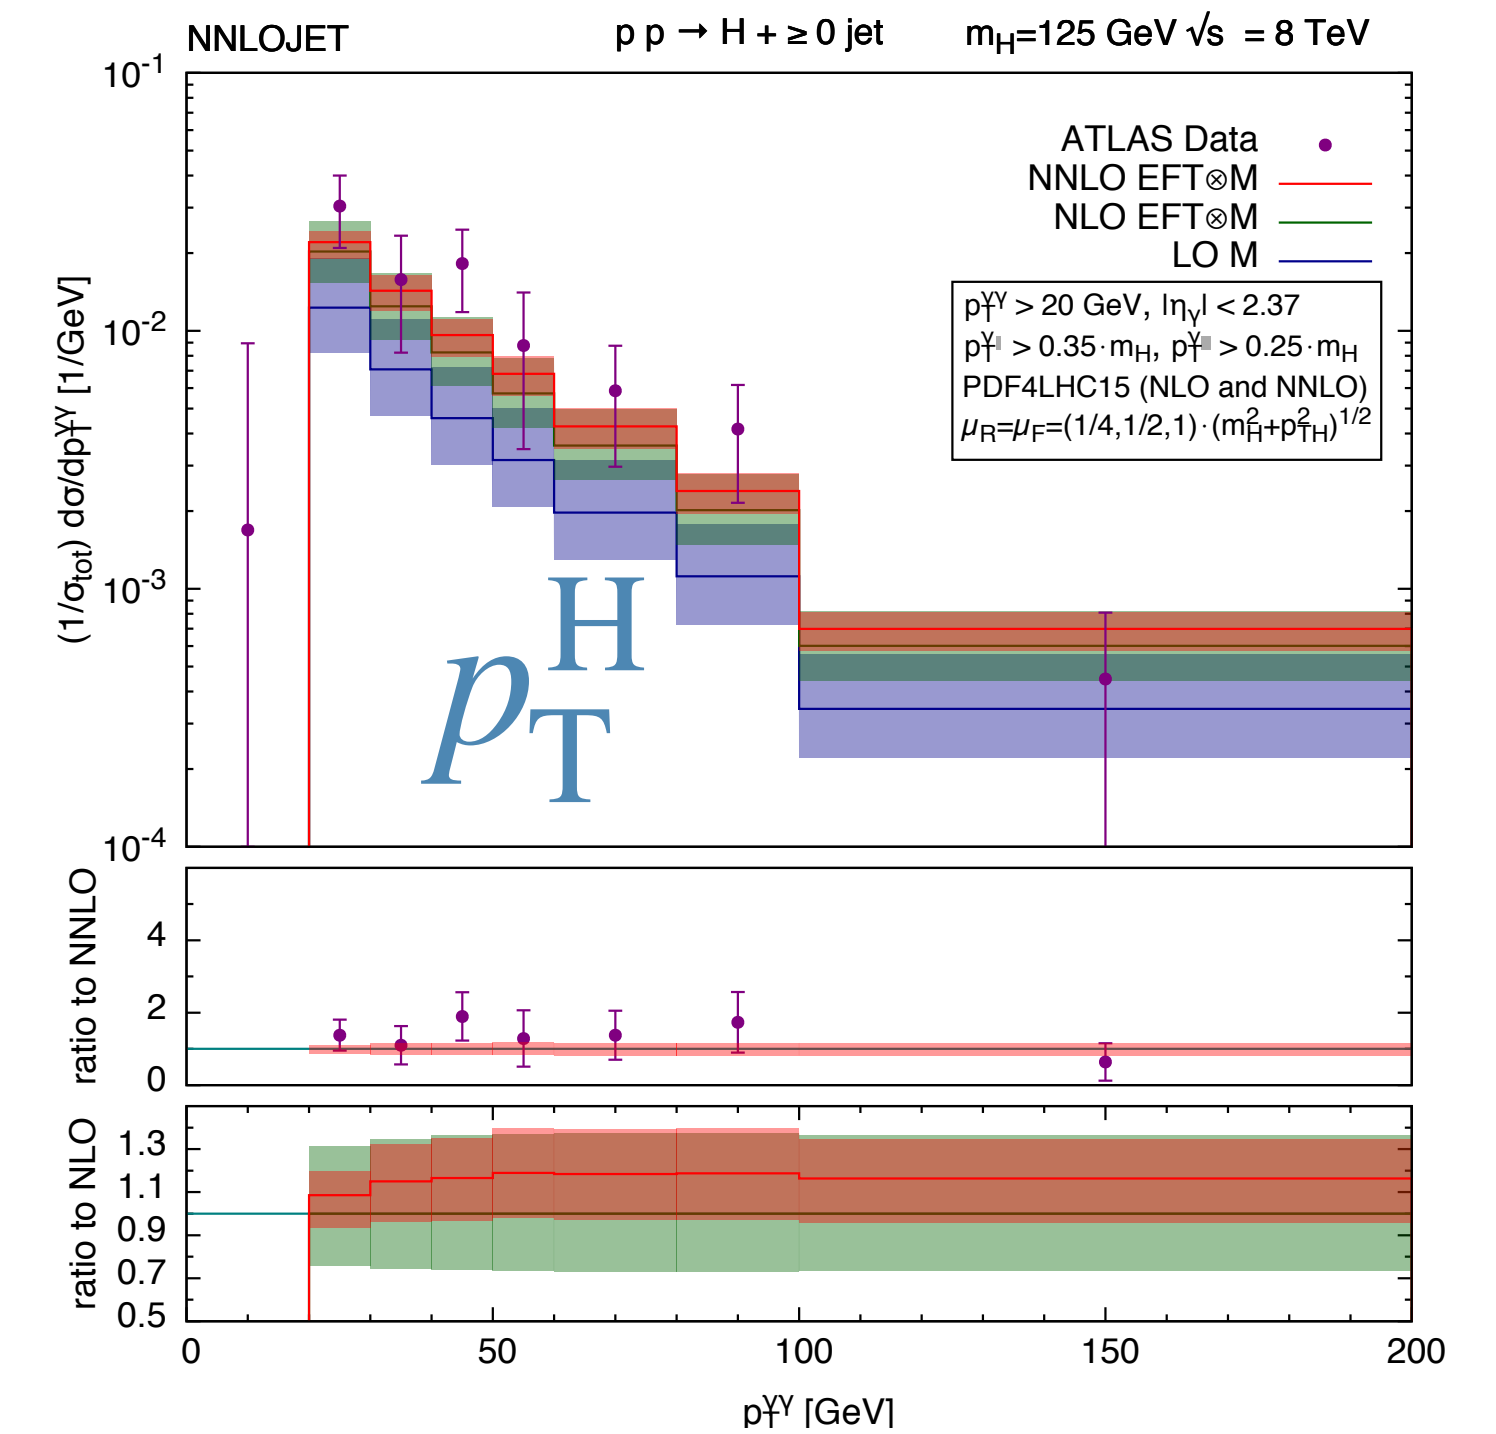 NNLOJET p p → H + ≥ 0 jet m_H=125 GeV √s = 8 TeV
(1/σ_tot) dσ/dp_T^γγ [1/GeV]
10^-1
10^-2
10^-3
10^-4
ATLAS Data
NNLO EFT⊗M
NLO EFT⊗M
LO M
p_T^γγ > 20 GeV, |η_γ| < 2.37
p_T^γ > 0.35·m_H, p_T^γ > 0.25·m_H
PDF4LHC15 (NLO and NNLO)
μ_R=μ_F=(1/4,1/2,1)·(m_H^2+p_TH^2)^1/2
p_T^H
ratio to NNLO
4
2
0
ratio to NLO
1.3
1.1
0.9
0.7
0.5
0 50 100 150 200
p_T^γγ [GeV]